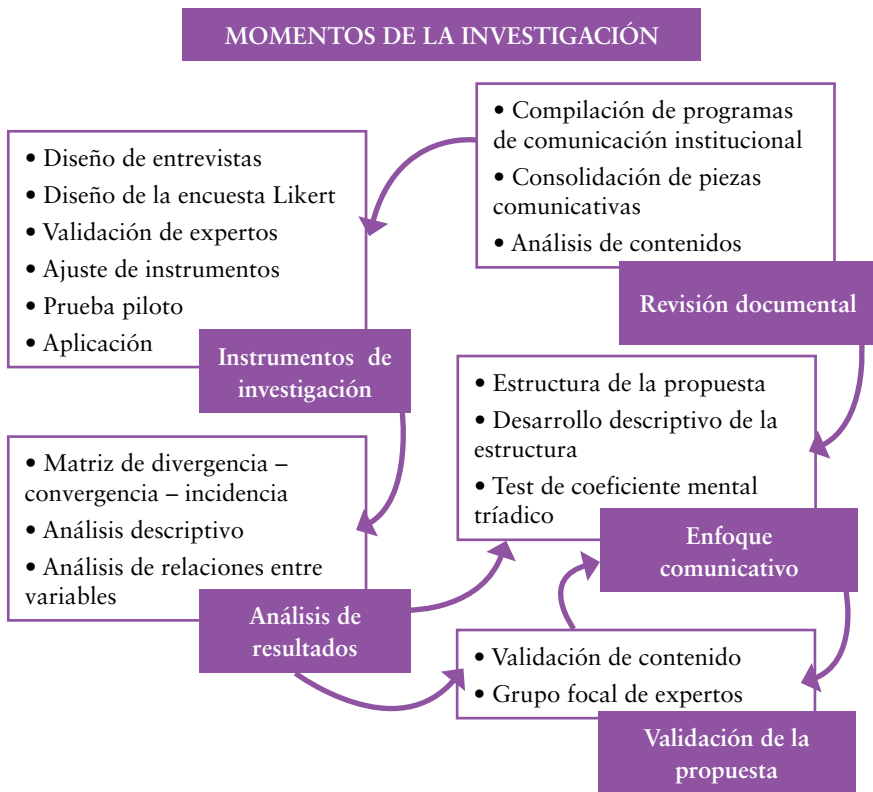 MOMENTOS DE LA INVESTIGACIÓN
• Compilación de programas
de comunicación institucional
• Consolidación de piezas
comunicativas
• Análisis de contenidos
Revisión documental
• Diseño de entrevistas
• Diseño de la encuesta Likert
• Validación de expertos
• Ajuste de instrumentos
• Prueba piloto
• Aplicación
Instrumentos de
investigación
• Matriz de divergencia –
convergencia – incidencia
• Análisis descriptivo
• Análisis de relaciones entre
variables
Análisis de
resultados
• Estructura de la propuesta
• Desarrollo descriptivo de la
estructura
• Test de coeficiente mental
tríadico
Enfoque
comunicativo
• Validación de contenido
• Grupo focal de expertos
Validación de la
propuesta